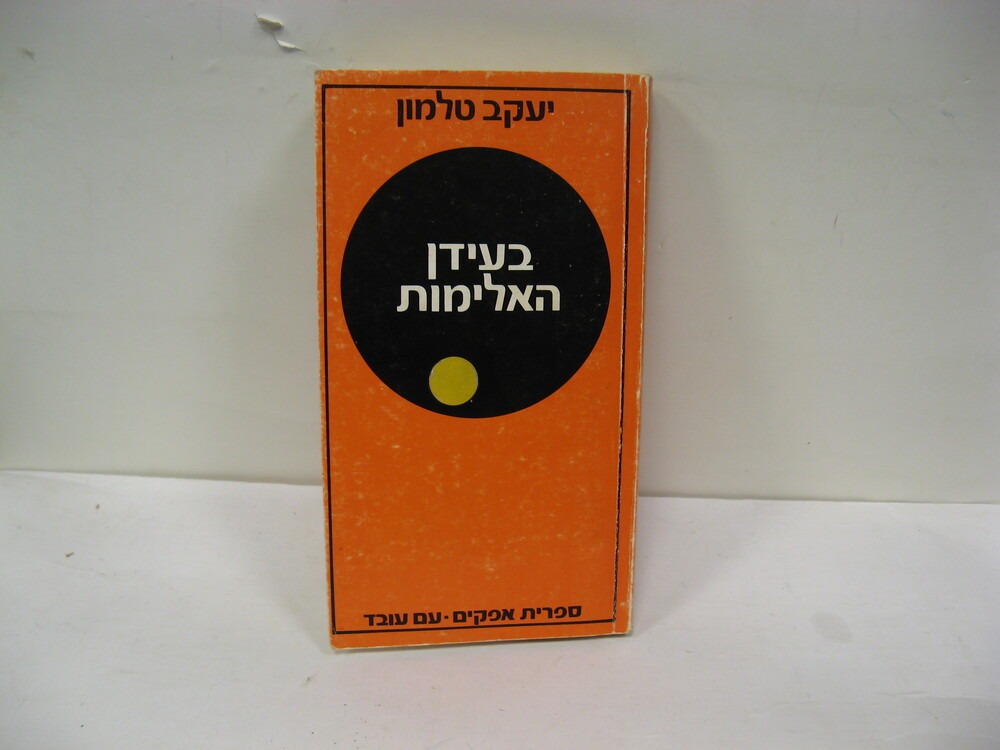 יעקב טלמון
בעידן
האלימות
ספרית אפקים · עם עובד